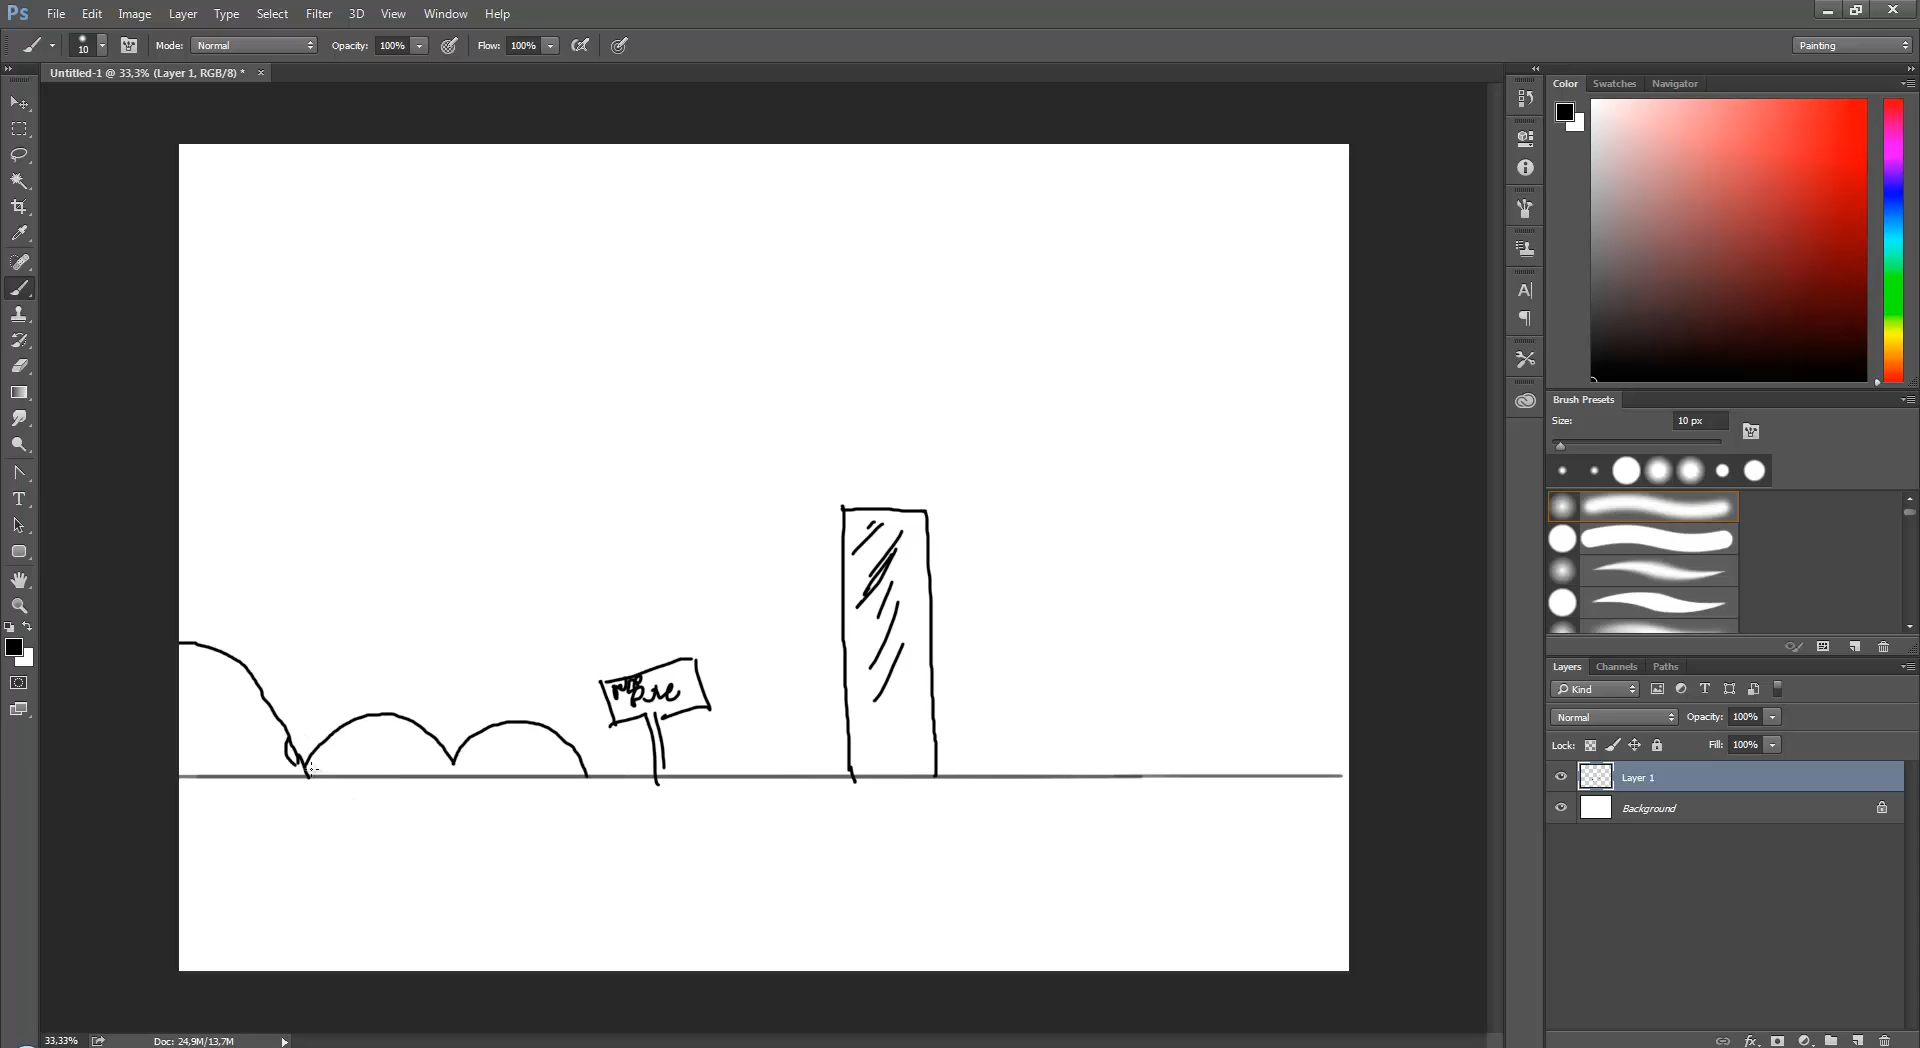 Ps File Edit Image Layer Type Select Filter 3D View Window Help
10 Mode: Normal Opacity: 100% Flow: 100% Painting
Untitled-1 @ 33,3% (Layer 1, RGB/8) *
Color Swatches Navigator
Brush Presets
Size: 10 px
Layers Channels Paths
Kind T
Normal Opacity: 100%
Lock: Fill: 100%
Layer 1
Background
33,33% Doc: 24,9M/13,7M